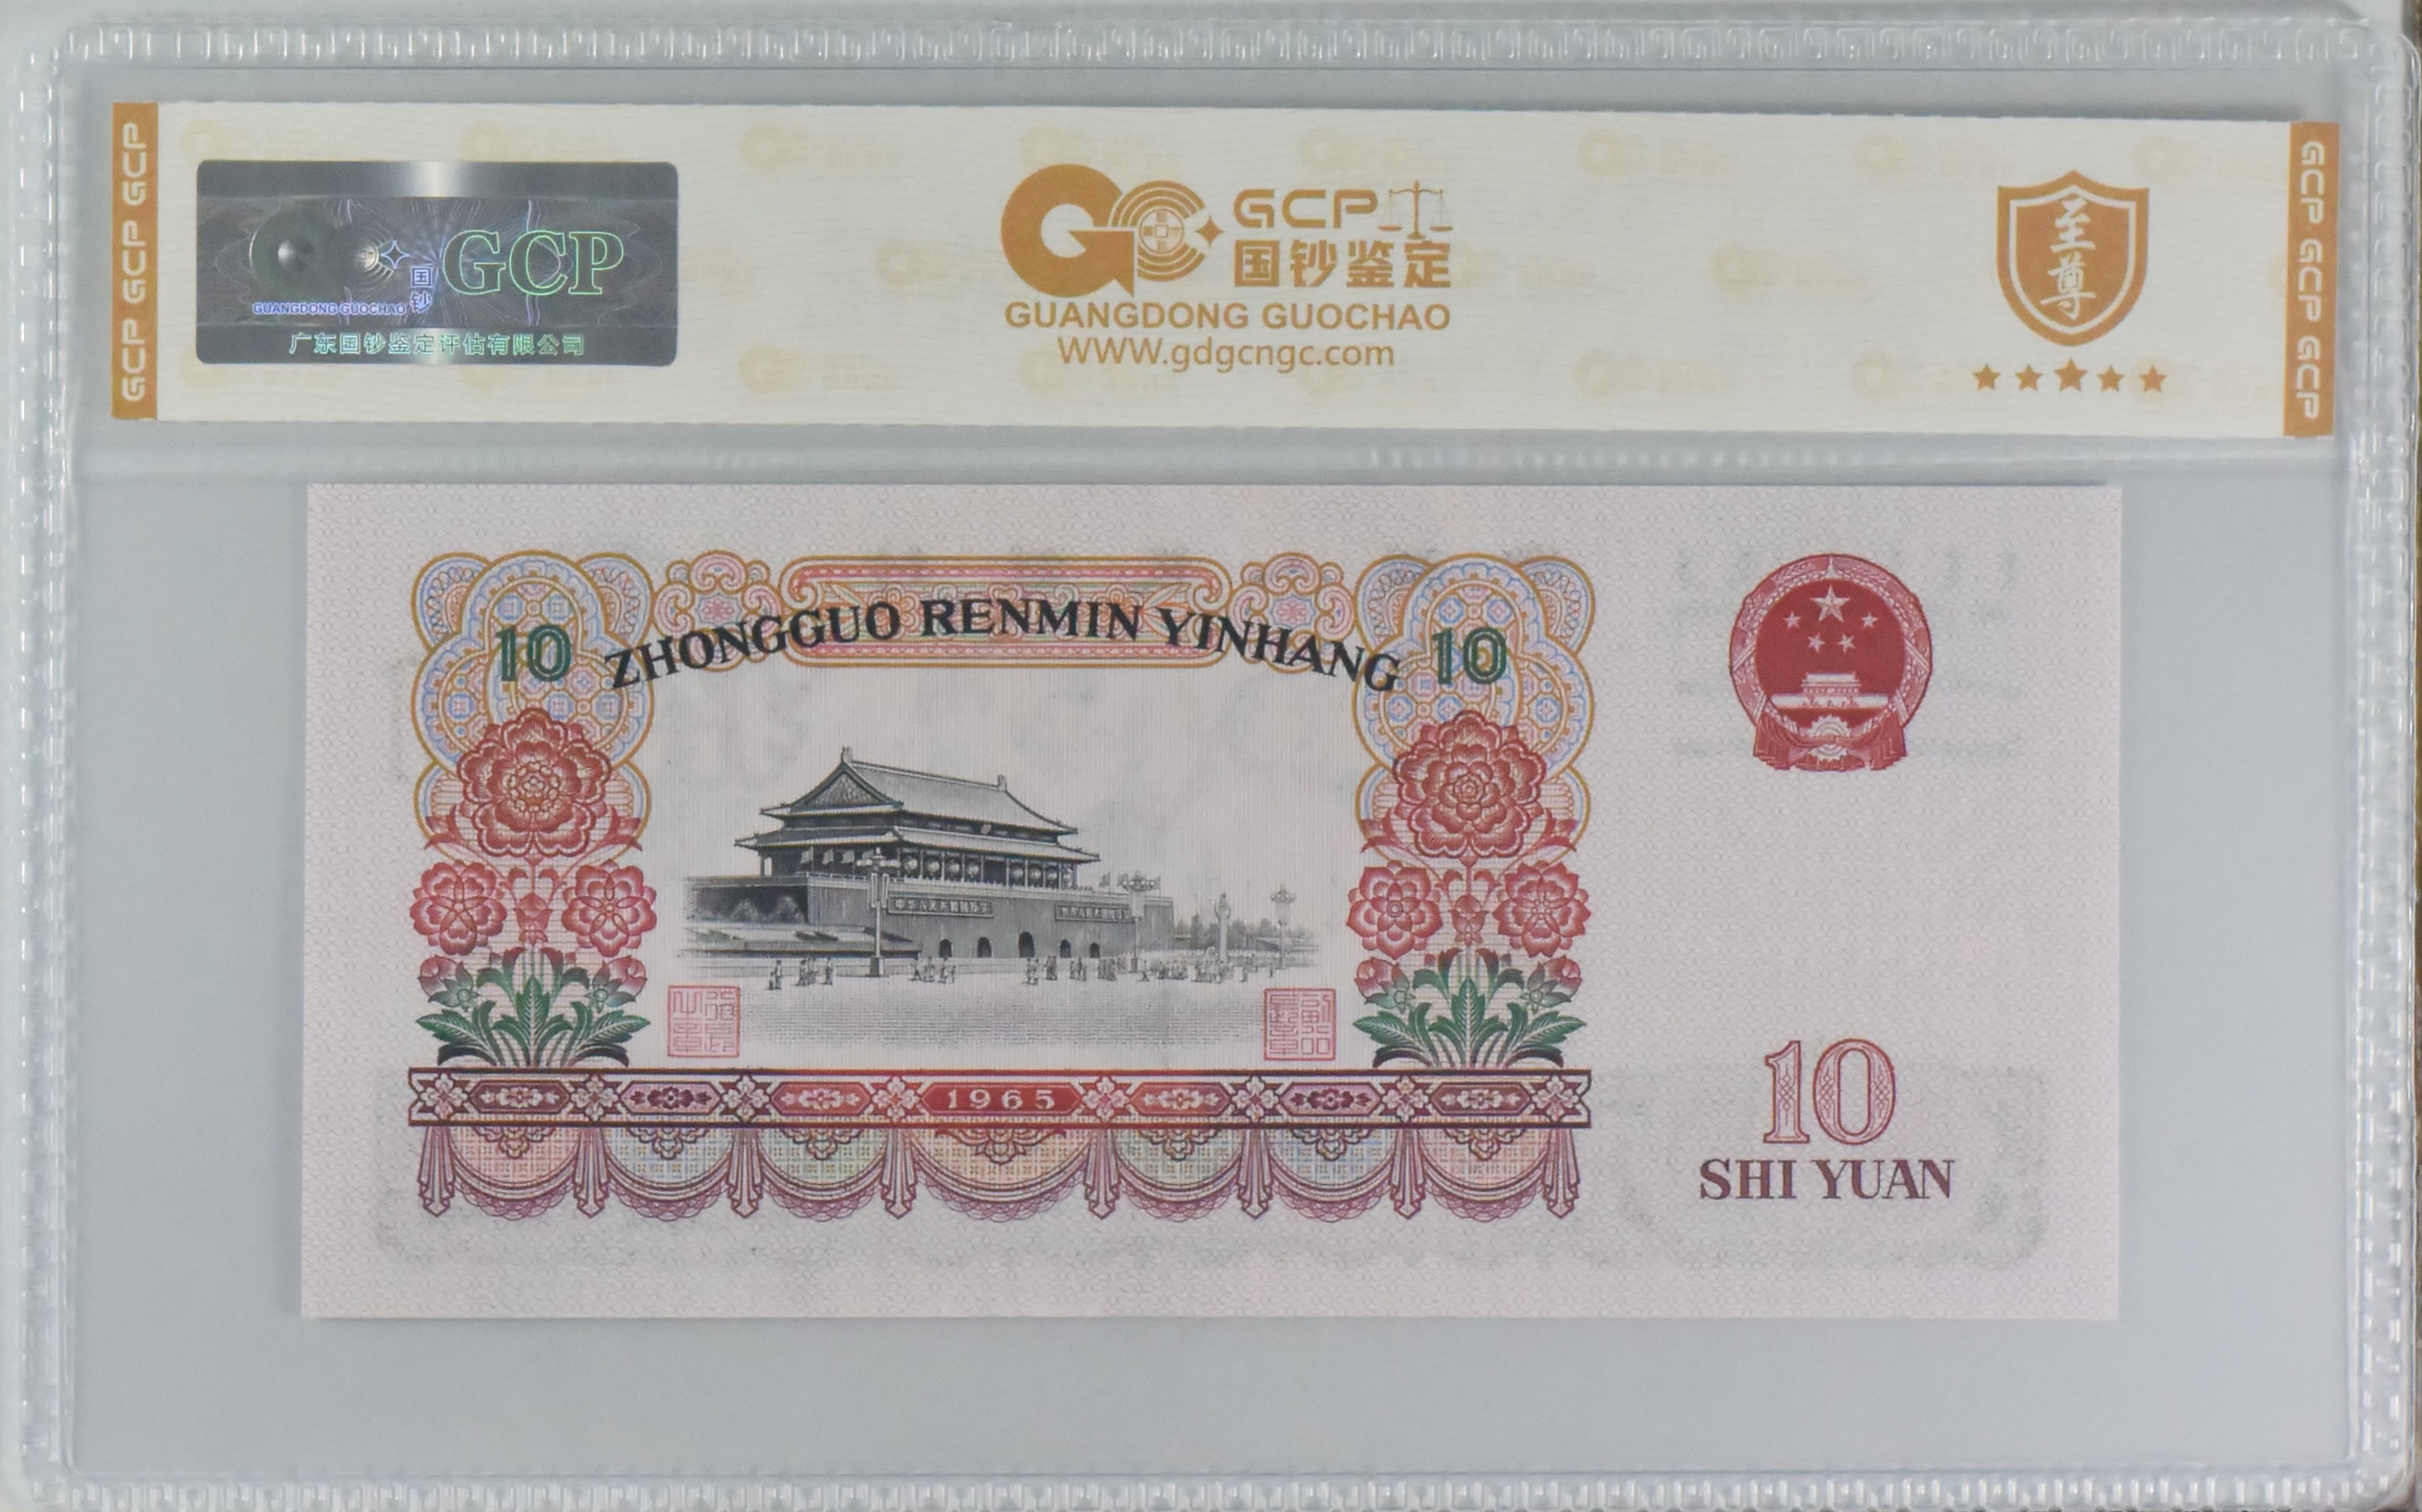 GCP GCP GCP
国钞
GCP
GUANGDONG GUOCHAO
广东国钞鉴定评估有限公司
GCP
国钞鉴定
GUANGDONG GUOCHAO
WWW.gdgcngc.com
至尊
GCP GCP GCP
10 ZHONGGUO RENMIN YINHANG 10
1965
10
SHI YUAN